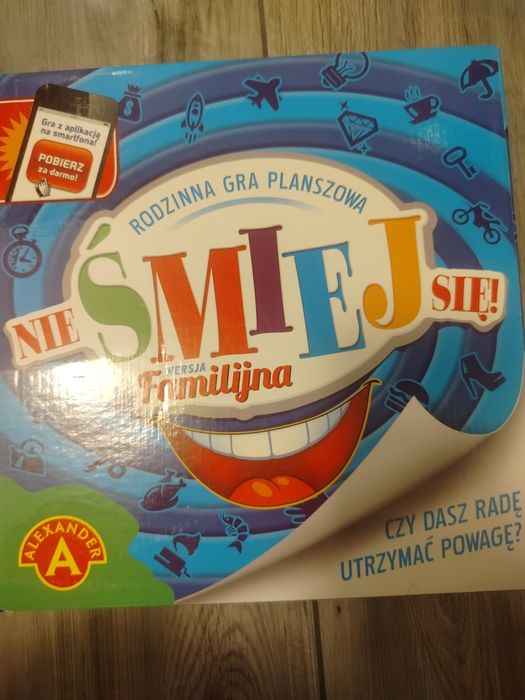 Gra z aplikacją
na smartfona!
POBIERZ
za darmo!
RODZINNA GRA PLANSZOWA
NIE ŚMIEJ SIĘ!
WERSJA
Familijna
ALEXANDER
A
CZY DASZ RADĘ
UTRZYMAĆ POWAGĘ?